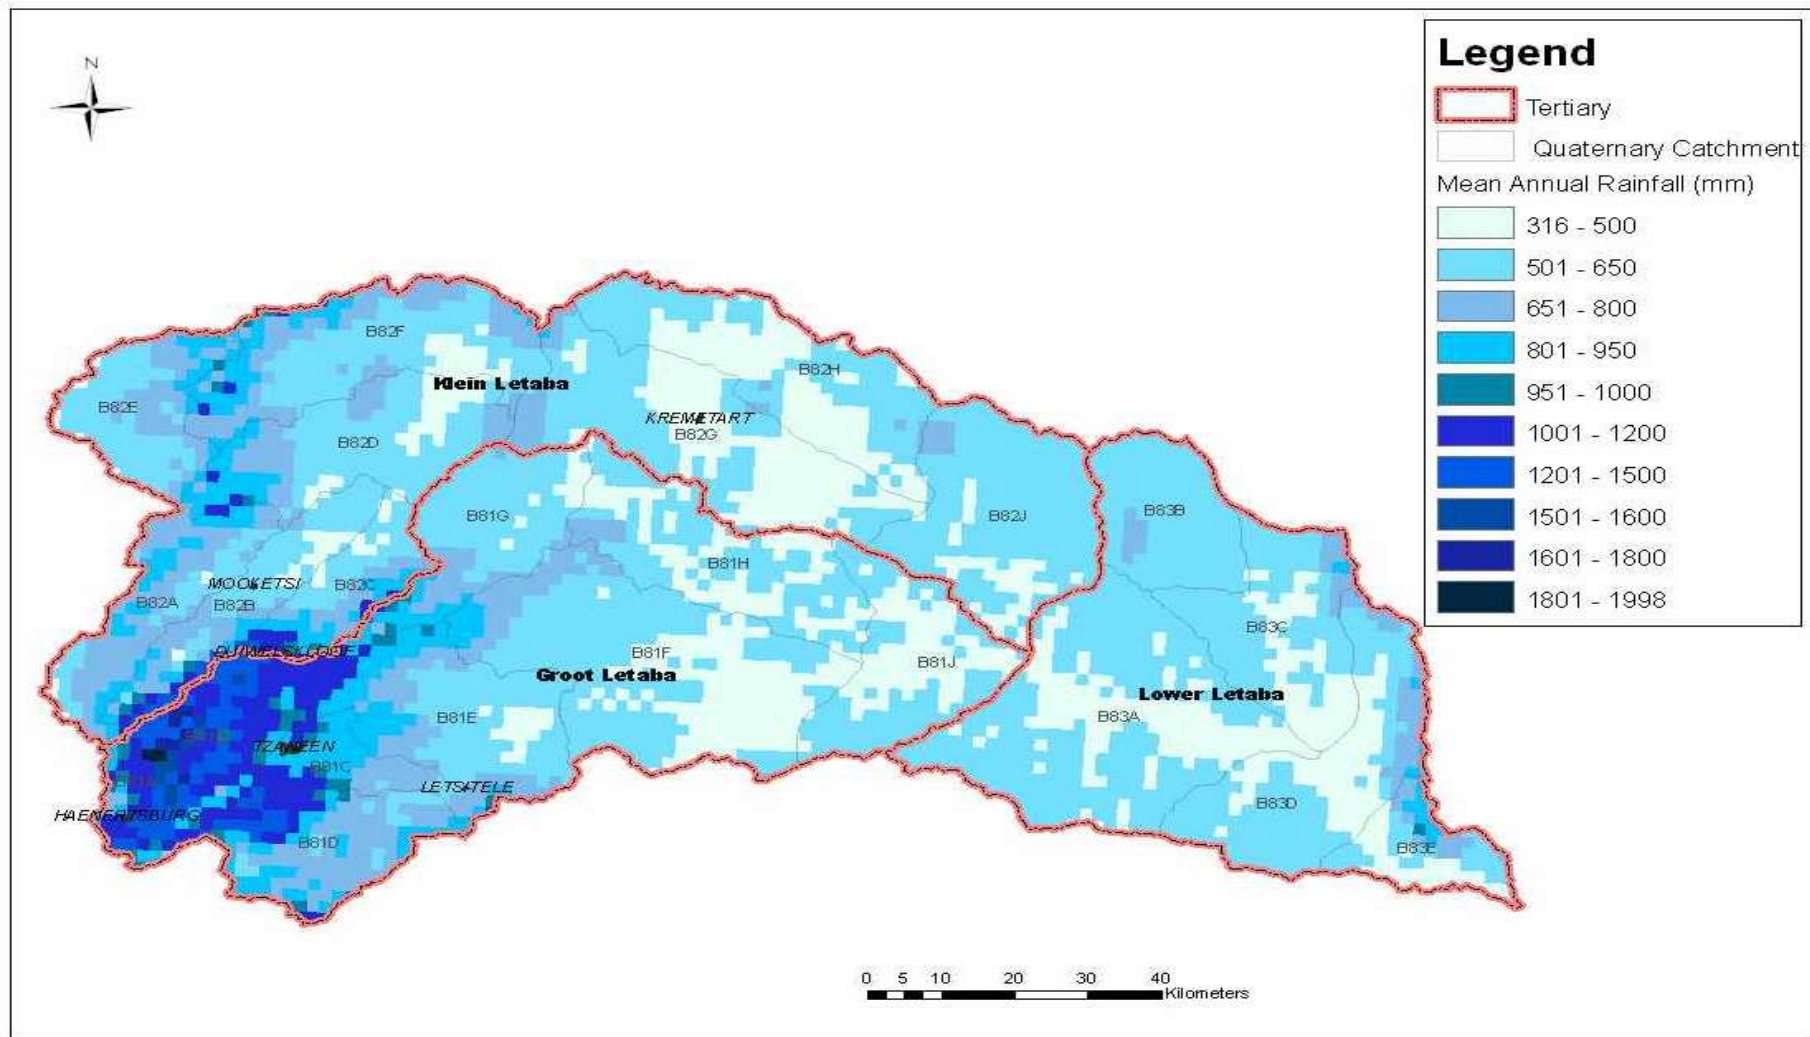 N
Legend
Tertiary
Quaternary Catchment
Mean Annual Rainfall (mm)
316 - 500
501 - 650
651 - 800
801 - 950
951 - 1000
1001 - 1200
1201 - 1500
1501 - 1600
1601 - 1800
1801 - 1998
B82F
B82H
Klein Letaba
B82E
KREMETART
B82G
B82D
B83B
B81G
B82J
B81H
MOOKETSI
B82C
B82A
B82B
B83C
DUIWELSKLOOF
B81F
B81J
Groot Letaba
Lower Letaba
B83A
B81E
TZANEEN
B81C
LETSITELE
B83D
HAENERTSBURG
B81D
B83E
0 5 10 20 30 40
Kilometers